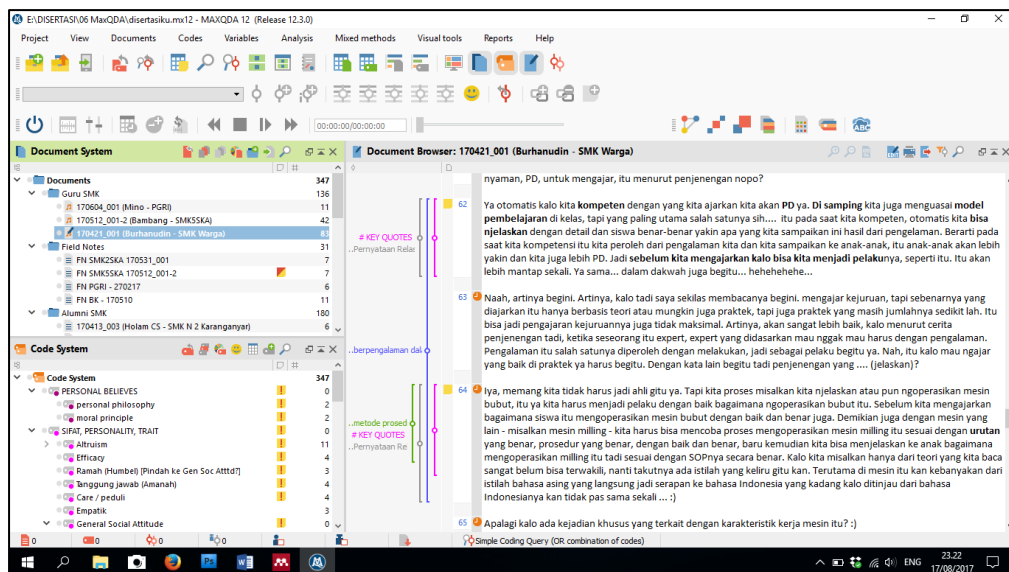 E:\DISERTASI\06 MaxQDA\disertasiku.mx12 - MAXQDA 12 (Release 12.3.0)
Project View Documents Codes Variables Analysis Mixed methods Visual tools Reports Help
00:00:00/00:00:00
Document System
Documents 347
Guru SMK 136
170604_001 (Mino - PGRI) 11
170512_001-2 (Bambang - SMK5SKA) 42
170421_001 (Burhanudin - SMK Warga) 83
Field Notes 31
FN SMK2SKA 170531_001 7
FN SMK5SKA 170512_001-2 7
FN PGRI - 270217 6
FN BK - 170510 11
Alumni SMK 180
170413_003 (Holam CS - SMK N 2 Karanganyar) 6
Code System
Code System 347
PERSONAL BELIEVES 0
personal philosophy 2
moral principle 2
SIFAT, PERSONALITY, TRAIT 0
Altruism 11
Efficacy 4
Ramah (Humbel) [Pindah ke Gen Soc Atttd?] 3
Tanggung jawab (Amanah) 4
Care / peduli 4
Empatik 3
General Social Attitude 0
Document Browser: 170421_001 (Burhanudin - SMK Warga)
nyaman, PD, untuk mengajar, itu menurut penjenengan nopo?
# KEY QUOTES
..Pernyataan Relas
62 Ya otomatis kalo kita kompeten dengan yang kita ajarkan kita akan PD ya. Di samping kita juga menguasai model
pembelajaran di kelas, tapi yang paling utama salah satunya sih.... itu pada saat kita kompeten, otomatis kita bisa
njelaskan dengan detail dan siswa benar-benar yakin apa yang kita sampaikan ini hasil dari pengalaman. Berarti pada
saat kita kompetensi itu kita peroleh dari pengalaman kita dan kita sampaikan ke anak-anak, itu anak-anak akan lebih
yakin dan kita juga lebih PD. Jadi sebelum kita mengajarkan kalo bisa kita menjadi pelakunya, seperti itu. Itu akan
lebih mantap sekali. Ya sama... dalam dakwah juga begitu... hehehehehe...
..berpengalaman dal
63 Naah, artinya begini. Artinya, kalo tadi saya sekilas membacanya begini. mengajar kejuruan, tapi sebenarnya yang
diajarkan itu hanya berbasis teori atau mungkin juga praktek, tapi juga praktek yang masih jumlahnya sedikit lah. Itu
bisa jadi pengajaran kejuruannya juga tidak maksimal. Artinya, akan sangat lebih baik, kalo menurut cerita
penjenengan tadi, ketika seseorang itu expert, expert yang didasarkan mau nggak mau harus dengan pengalaman.
Pengalaman itu salah satunya diperoleh dengan melakukan, jadi sebagai pelaku begitu ya. Nah, itu kalo mau ngajar
yang baik di praktek ya harus begitu. Dengan kata lain begitu tadi penjenengan yang .... (jelaskan)?
..metode prosed
# KEY QUOTES
..Pernyataan Re
64 Iya, memang kita tidak harus jadi ahli gitu ya. Tapi kita proses misalkan kita njelaskan atau pun ngoperasikan mesin
bubut, itu ya kita harus menjadi pelaku dengan baik bagaimana ngoperasikan bubut itu. Sebelum kita mengajarkan
bagaimana siswa itu mengoperasikan mesin bubut dengan baik dan benar juga. Demikian juga dengan mesin yang
lain - misalkan mesin milling - kita harus bisa mencoba proses mengoperasikan mesin milling itu sesuai dengan urutan
yang benar, prosedur yang benar, dengan baik dan benar, baru kemudian kita bisa menjelaskan ke anak bagaimana
mengoperasikan milling itu tadi sesuai dengan SOPnya secara benar. Kalo kita misalkan hanya dari teori yang kita baca
sangat belum bisa terwakili, nanti takutnya ada istilah yang keliru gitu kan. Terutama di mesin itu kan kebanyakan dari
istilah bahasa asing yang langsung jadi serapan ke bahasa Indonesia yang kadang kalo ditinjau dari bahasa
Indonesianya kan tidak pas sama sekali ... :)
65 Apalagi kalo ada kejadian khusus yang terkait dengan karakteristik kerja mesin itu? :)
0 0 0 0 Simple Coding Query (OR combination of codes)
ENG 23.22
17/08/2017